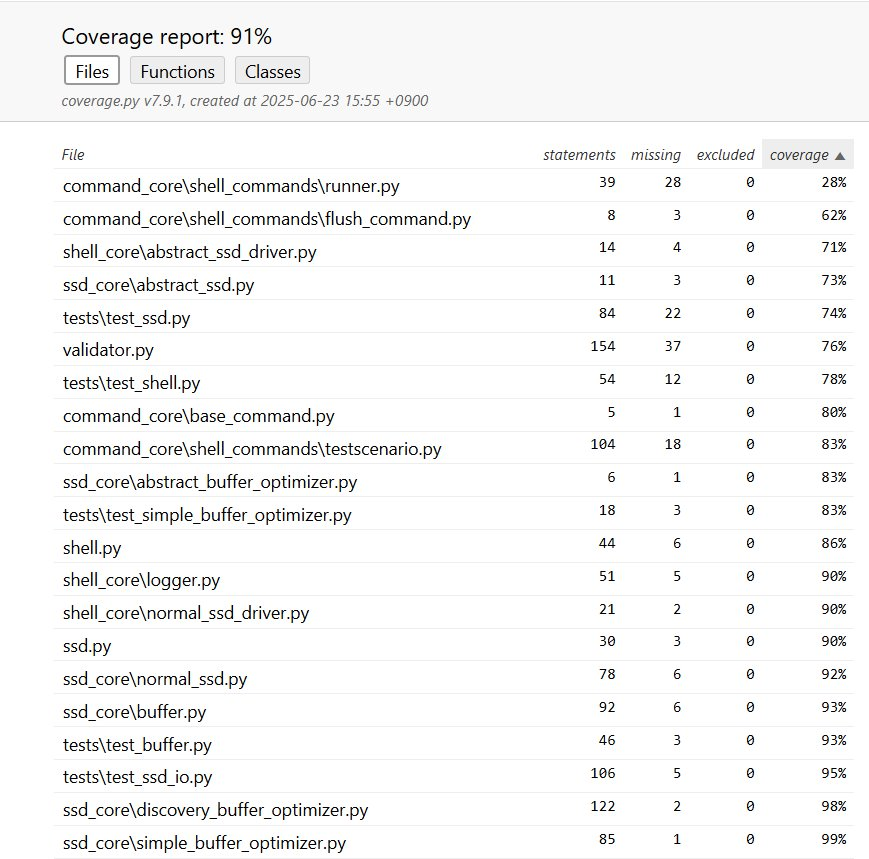 Coverage report: 91%
Files Functions Classes
coverage.py v7.9.1, created at 2025-06-23 15:55 +0900
File statements missing excluded coverage ▲
command_core\shell_commands\runner.py 39 28 0 28%
command_core\shell_commands\flush_command.py 8 3 0 62%
shell_core\abstract_ssd_driver.py 14 4 0 71%
ssd_core\abstract_ssd.py 11 3 0 73%
tests\test_ssd.py 84 22 0 74%
validator.py 154 37 0 76%
tests\test_shell.py 54 12 0 78%
command_core\base_command.py 5 1 0 80%
command_core\shell_commands\testscenario.py 104 18 0 83%
ssd_core\abstract_buffer_optimizer.py 6 1 0 83%
tests\test_simple_buffer_optimizer.py 18 3 0 83%
shell.py 44 6 0 86%
shell_core\logger.py 51 5 0 90%
shell_core\normal_ssd_driver.py 21 2 0 90%
ssd.py 30 3 0 90%
ssd_core\normal_ssd.py 78 6 0 92%
ssd_core\buffer.py 92 6 0 93%
tests\test_buffer.py 46 3 0 93%
tests\test_ssd_io.py 106 5 0 95%
ssd_core\discovery_buffer_optimizer.py 122 2 0 98%
ssd_core\simple_buffer_optimizer.py 85 1 0 99%